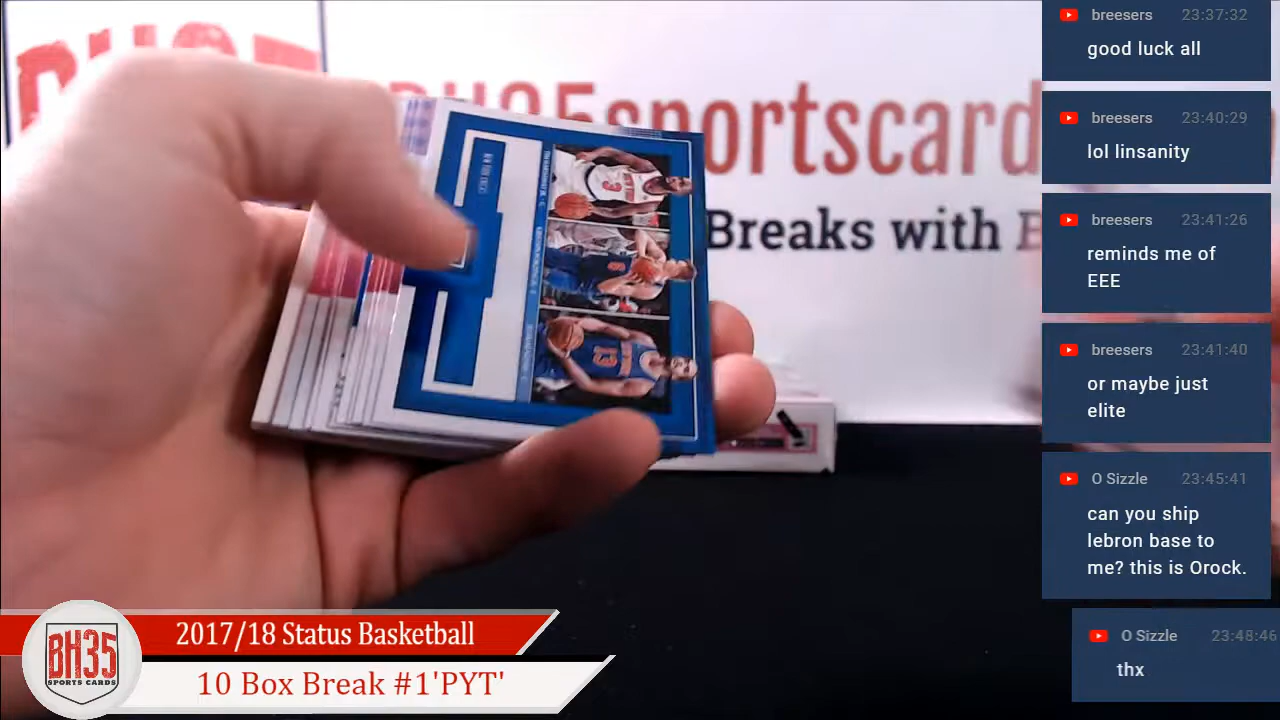 BH35sportscard
Breaks with B
breesers 23:37:32
good luck all
breesers 23:40:29
lol linsanity
breesers 23:41:26
reminds me of
EEE
breesers 23:41:40
or maybe just
elite
O Sizzle 23:45:41
can you ship
lebron base to
me? this is Orock.
O Sizzle 23:48:46
thx
BH35
SPORTS CARDS
2017/18 Status Basketball
10 Box Break #1'PYT'